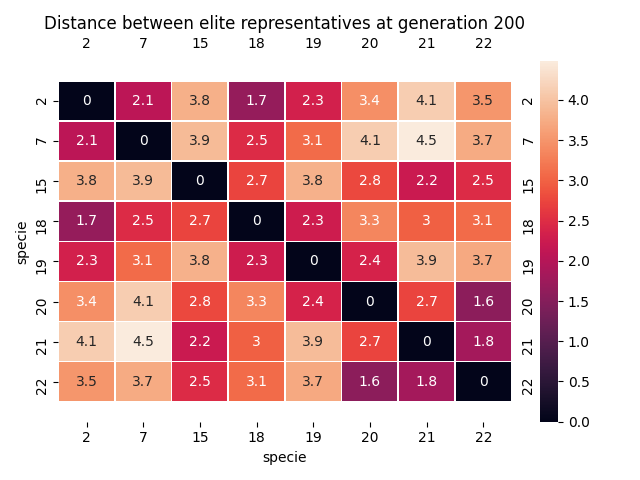 Distance between elite representatives at generation 200
2 7 15 18 19 20 21 22
2 0 2.1 3.8 1.7 2.3 3.4 4.1 3.5 2
7 2.1 0 3.9 2.5 3.1 4.1 4.5 3.7 7
15 3.8 3.9 0 2.7 3.8 2.8 2.2 2.5 15
18 1.7 2.5 2.7 0 2.3 3.3 3 3.1 18
19 2.3 3.1 3.8 2.3 0 2.4 3.9 3.7 19
20 3.4 4.1 2.8 3.3 2.4 0 2.7 1.6 20
21 4.1 4.5 2.2 3 3.9 2.7 0 1.8 21
22 3.5 3.7 2.5 3.1 3.7 1.6 1.8 0 22
2 7 15 18 19 20 21 22
specie
specie
4.0
3.5
3.0
2.5
2.0
1.5
1.0
0.5
0.0